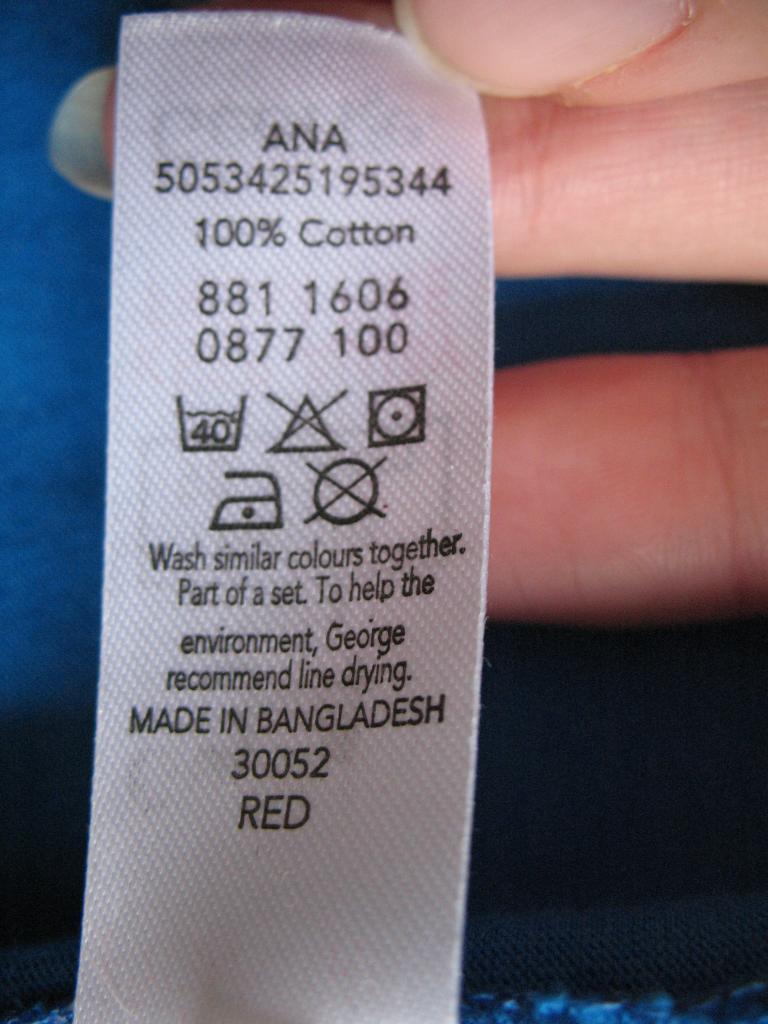 ANA
5053425195344
100% Cotton
881 1606
0877 100
40°
Wash similar colours together.
Part of a set. To help the
environment, George
recommend line drying.
MADE IN BANGLADESH
30052
RED